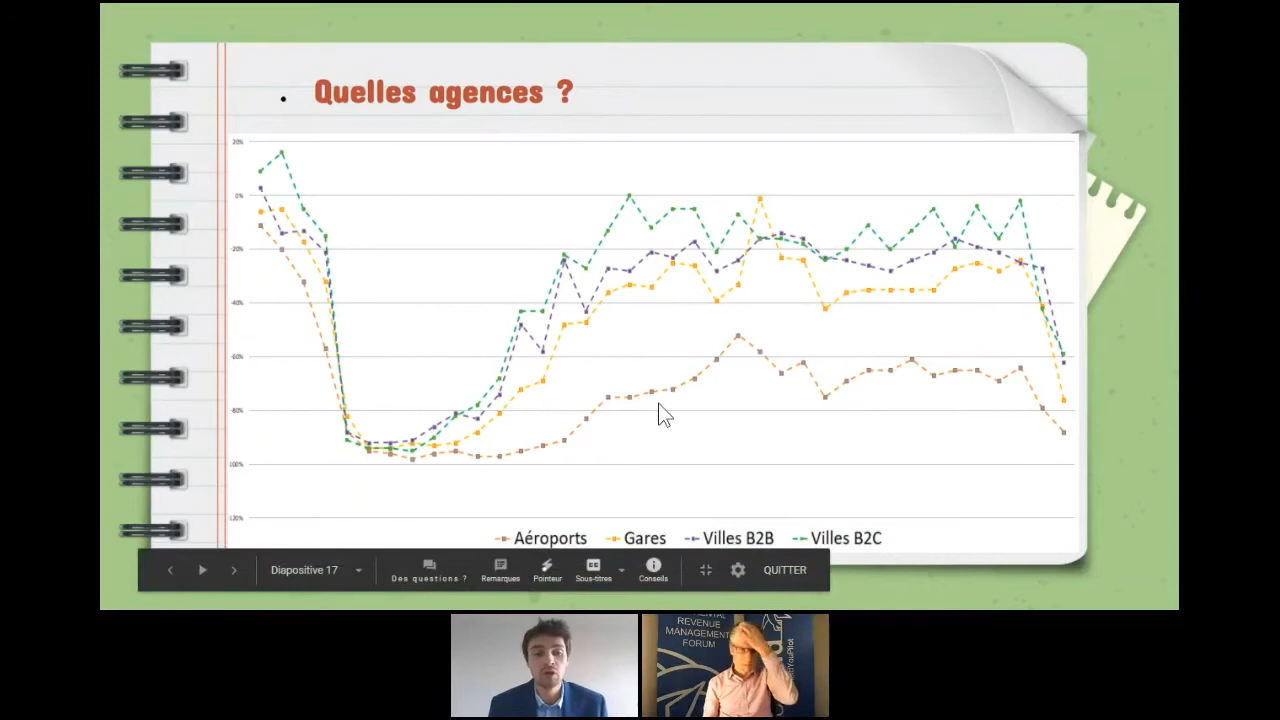 Quelles agences ?
20%
0%
-20%
-40%
-60%
-80%
-100%
-120%
Aéroports Gares Villes B2B Villes B2C
Diapositive 17
Des questions ? Remarques Pointeur Sous-titres Conseils
QUITTER
REVENUE
MANAGEMENT
FORUM